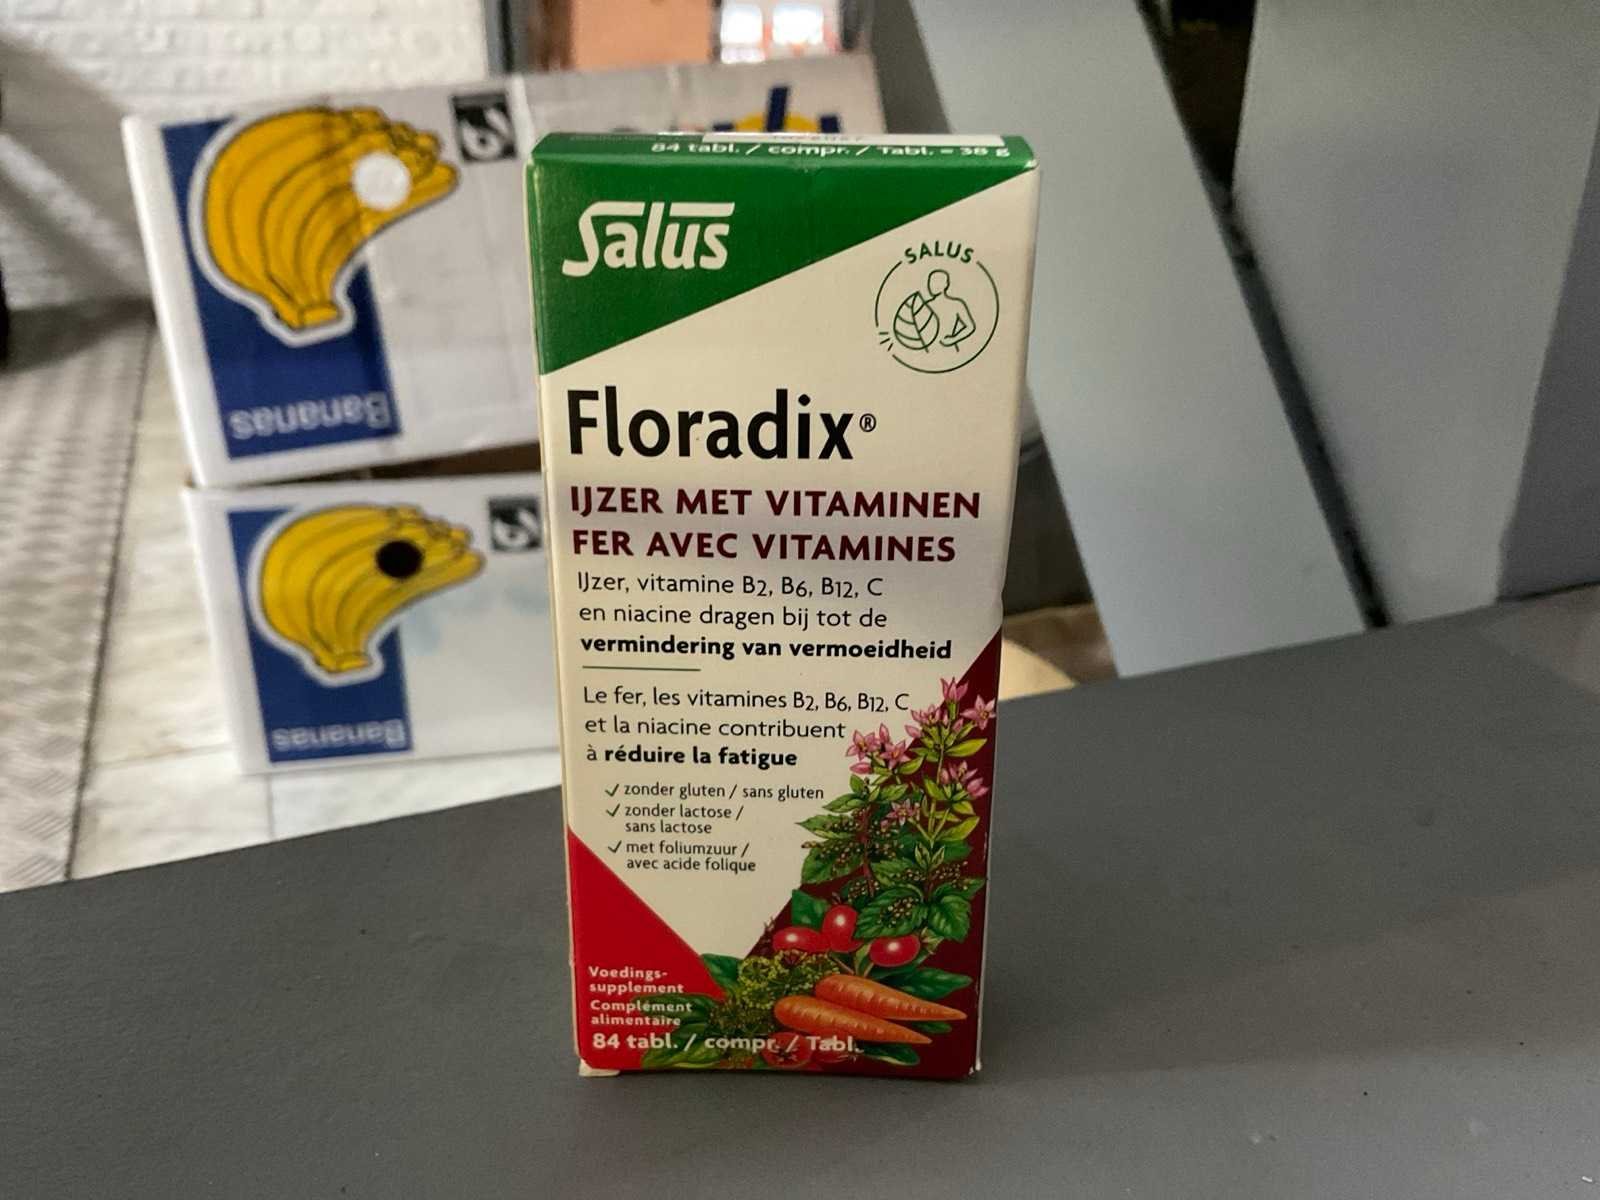 84 tabl. / compr. / Tabl. = 38 g
Salus
SALUS
Floradix®
IJZER MET VITAMINEN
FER AVEC VITAMINES
IJzer, vitamine B2, B6, B12, C
en niacine dragen bij tot de
vermindering van vermoeidheid
Le fer, les vitamines B2, B6, B12, C
et la niacine contribuent
à réduire la fatigue
✓ zonder gluten / sans gluten
✓ zonder lactose /
sans lactose
✓ met foliumzuur /
avec acide folique
Voedings-
supplement
Complément
alimentaire
84 tabl. / compr. / Tabl.
Bananas
Bananas